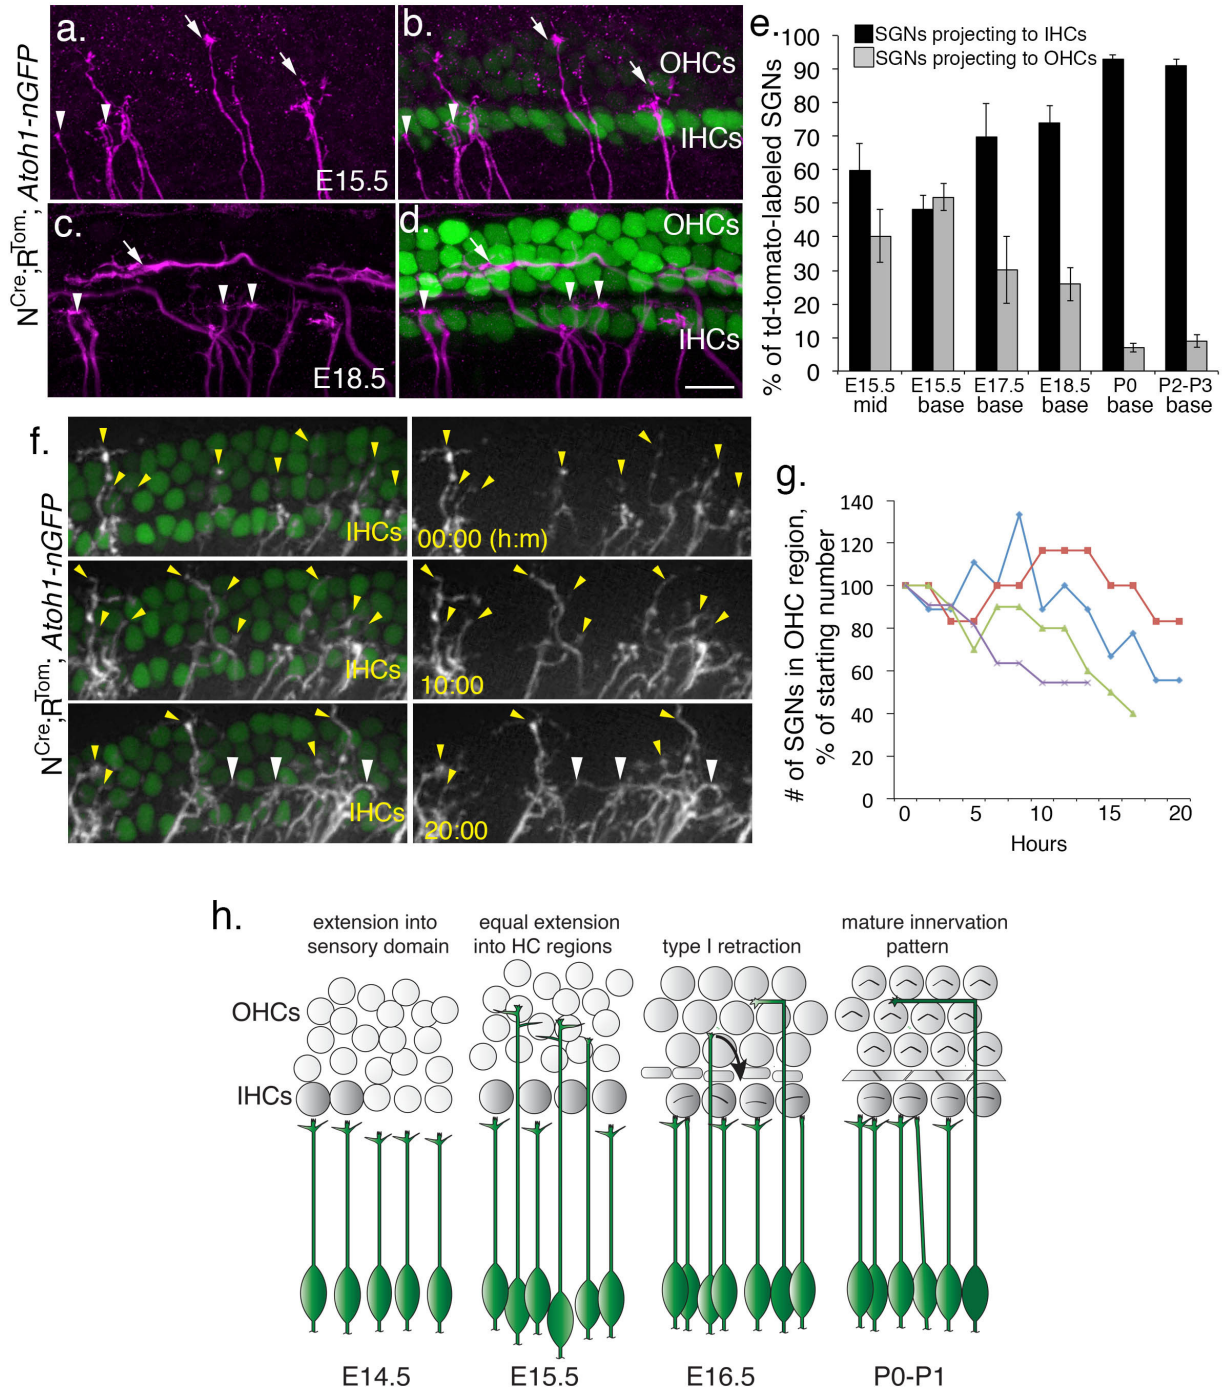 a.
E15.5
b.
OHCs
IHCs
c.
E18.5
d.
OHCs
IHCs
N^Cre;R^Tom; Atoh1-nGFP
e.
SGNs projecting to IHCs
SGNs projecting to OHCs
% of td-tomato-labeled SGNs
100
90
80
70
60
50
40
30
20
10
0
E15.5 E15.5 E17.5 E18.5 P0 P2-P3
mid base base base base base
f.
N^Cre;R^Tom; Atoh1-nGFP
IHCs
00:00 (h:m)
IHCs
10:00
IHCs
20:00
g.
# of SGNs in OHC region,
% of starting number
140
120
100
80
60
40
20
0
0 5 10 15 20
Hours
h.
extension into
sensory domain
equal extension
into HC regions
type I retraction
mature innervation
pattern
OHCs
IHCs
E14.5
E15.5
E16.5
P0-P1